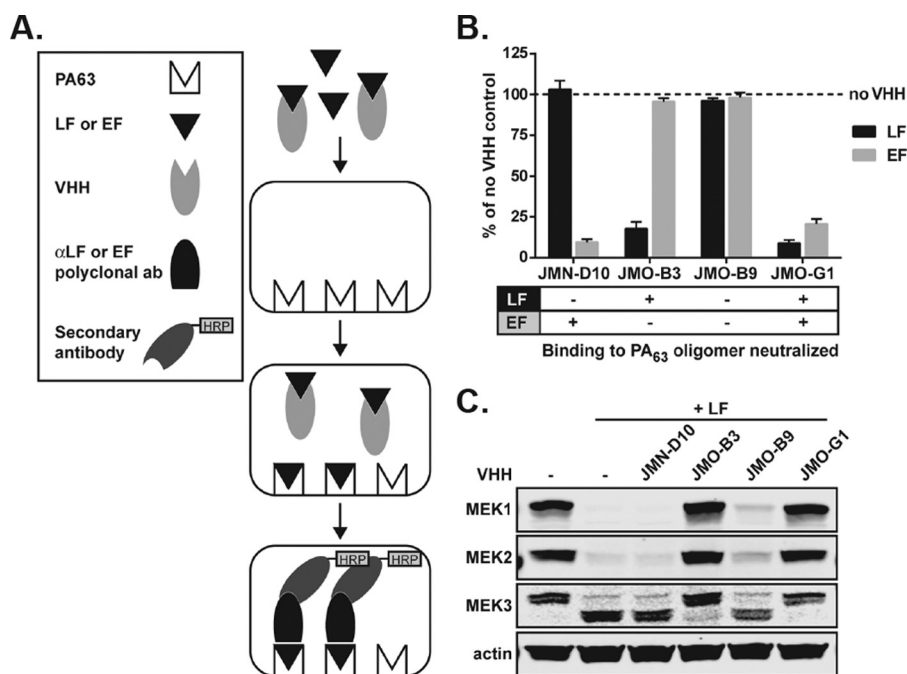 A.
PA63
LF or EF
VHH
αLF or EF
polyclonal ab
Secondary
antibody
HRP
HRP
HRP
B.
% of no VHH control
125
100
75
50
25
0
no VHH
LF
EF
JMN-D10 JMO-B3 JMO-B9 JMO-G1
LF - + - +
EF + - - +
Binding to PA63 oligomer neutralized
C.
+ LF
VHH - - JMN-D10 JMO-B3 JMO-B9 JMO-G1
MEK1
MEK2
MEK3
actin